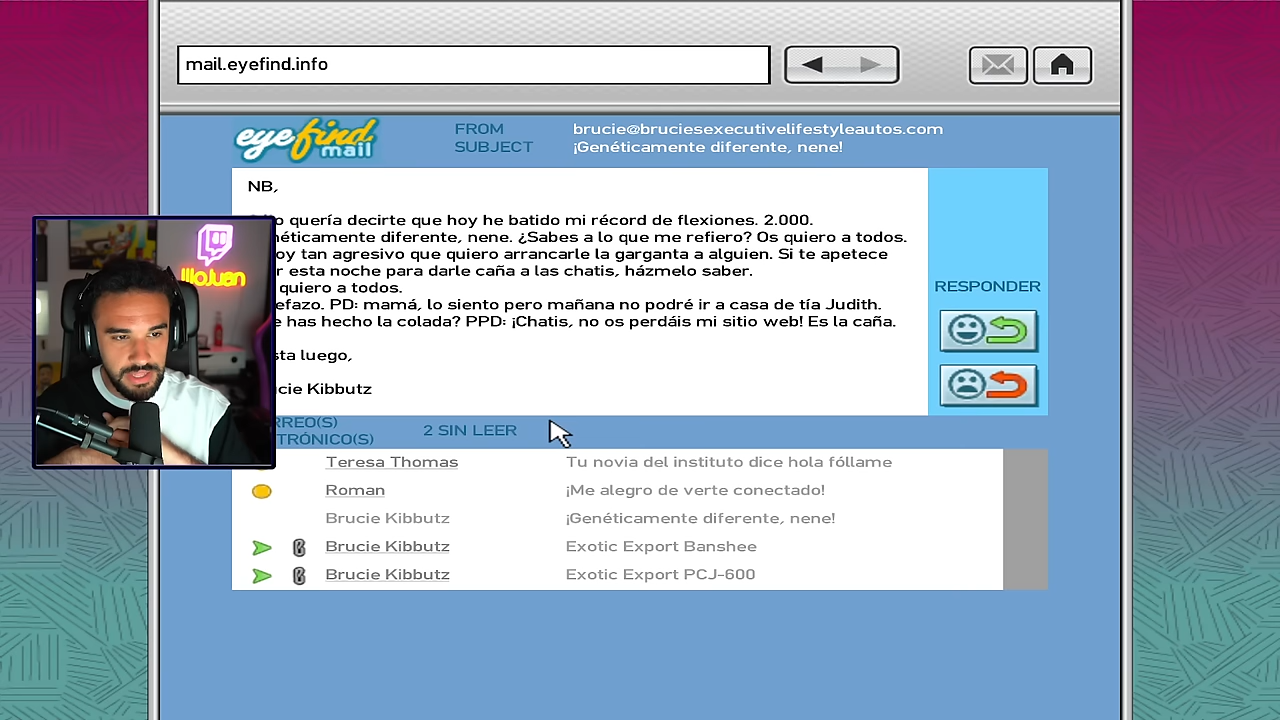 mail.eyefind.info
eyefind mail
FROM brucie@bruciesexecutivelifestyleautos.com
SUBJECT ¡Genéticamente diferente, nene!
NB,
quería decirte que hoy he batido mi récord de flexiones. 2.000.
néticamente diferente, nene. ¿Sabes a lo que me refiero? Os quiero a todos.
oy tan agresivo que quiero arrancarle la garganta a alguien. Si te apetece
r esta noche para darle caña a las chatis, házmelo saber.
quiero a todos.
efazo. PD: mamá, lo siento pero mañana no podré ir a casa de tía Judith.
e has hecho la colada? PPD: ¡Chatis, no os perdáis mi sitio web! Es la caña.
sta luego,
cie Kibbutz
RESPONDER
RREO(S)
TRÓNICO(S)
2 SIN LEER
Teresa Thomas Tu novia del instituto dice hola fóllame
Roman ¡Me alegro de verte conectado!
Brucie Kibbutz ¡Genéticamente diferente, nene!
Brucie Kibbutz Exotic Export Banshee
Brucie Kibbutz Exotic Export PCJ-600
IlloJuan